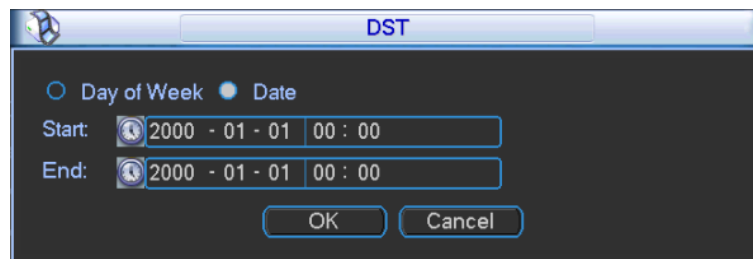 DST
Day of Week Date
Start: 2000 - 01 - 01 00 : 00
End: 2000 - 01 - 01 00 : 00
OK Cancel